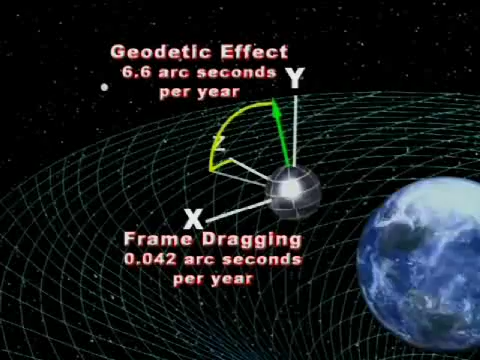 Geodetic Effect
6.6 arc seconds
per year
Y
Z
X
Frame Dragging
0.042 arc seconds
per year